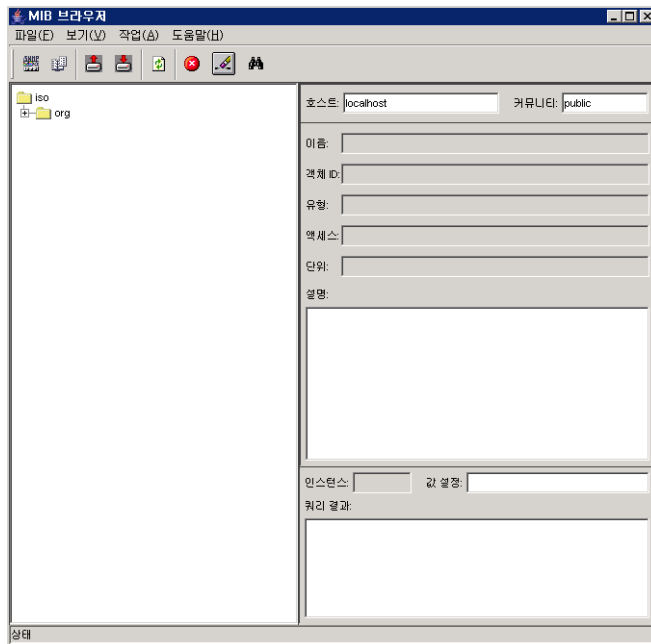 MIB 브라우저
파일(F) 보기(V) 작업(A) 도움말(H)
iso
org
호스트: localhost 커뮤니티: public
이름:
객체 ID:
유형:
액세스:
단위:
설명:
인스턴스: 값 설정:
쿼리 결과:
상태